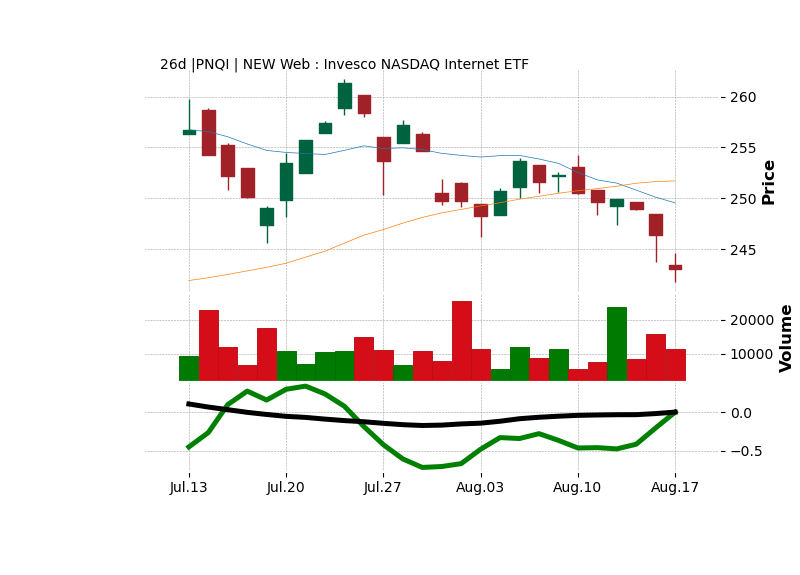 26d |PNQI | NEW Web : Invesco NASDAQ Internet ETF
260
255
250
245
Price
20000
10000
Volume
0.0
−0.5
Jul.13 Jul.20 Jul.27 Aug.03 Aug.10 Aug.17